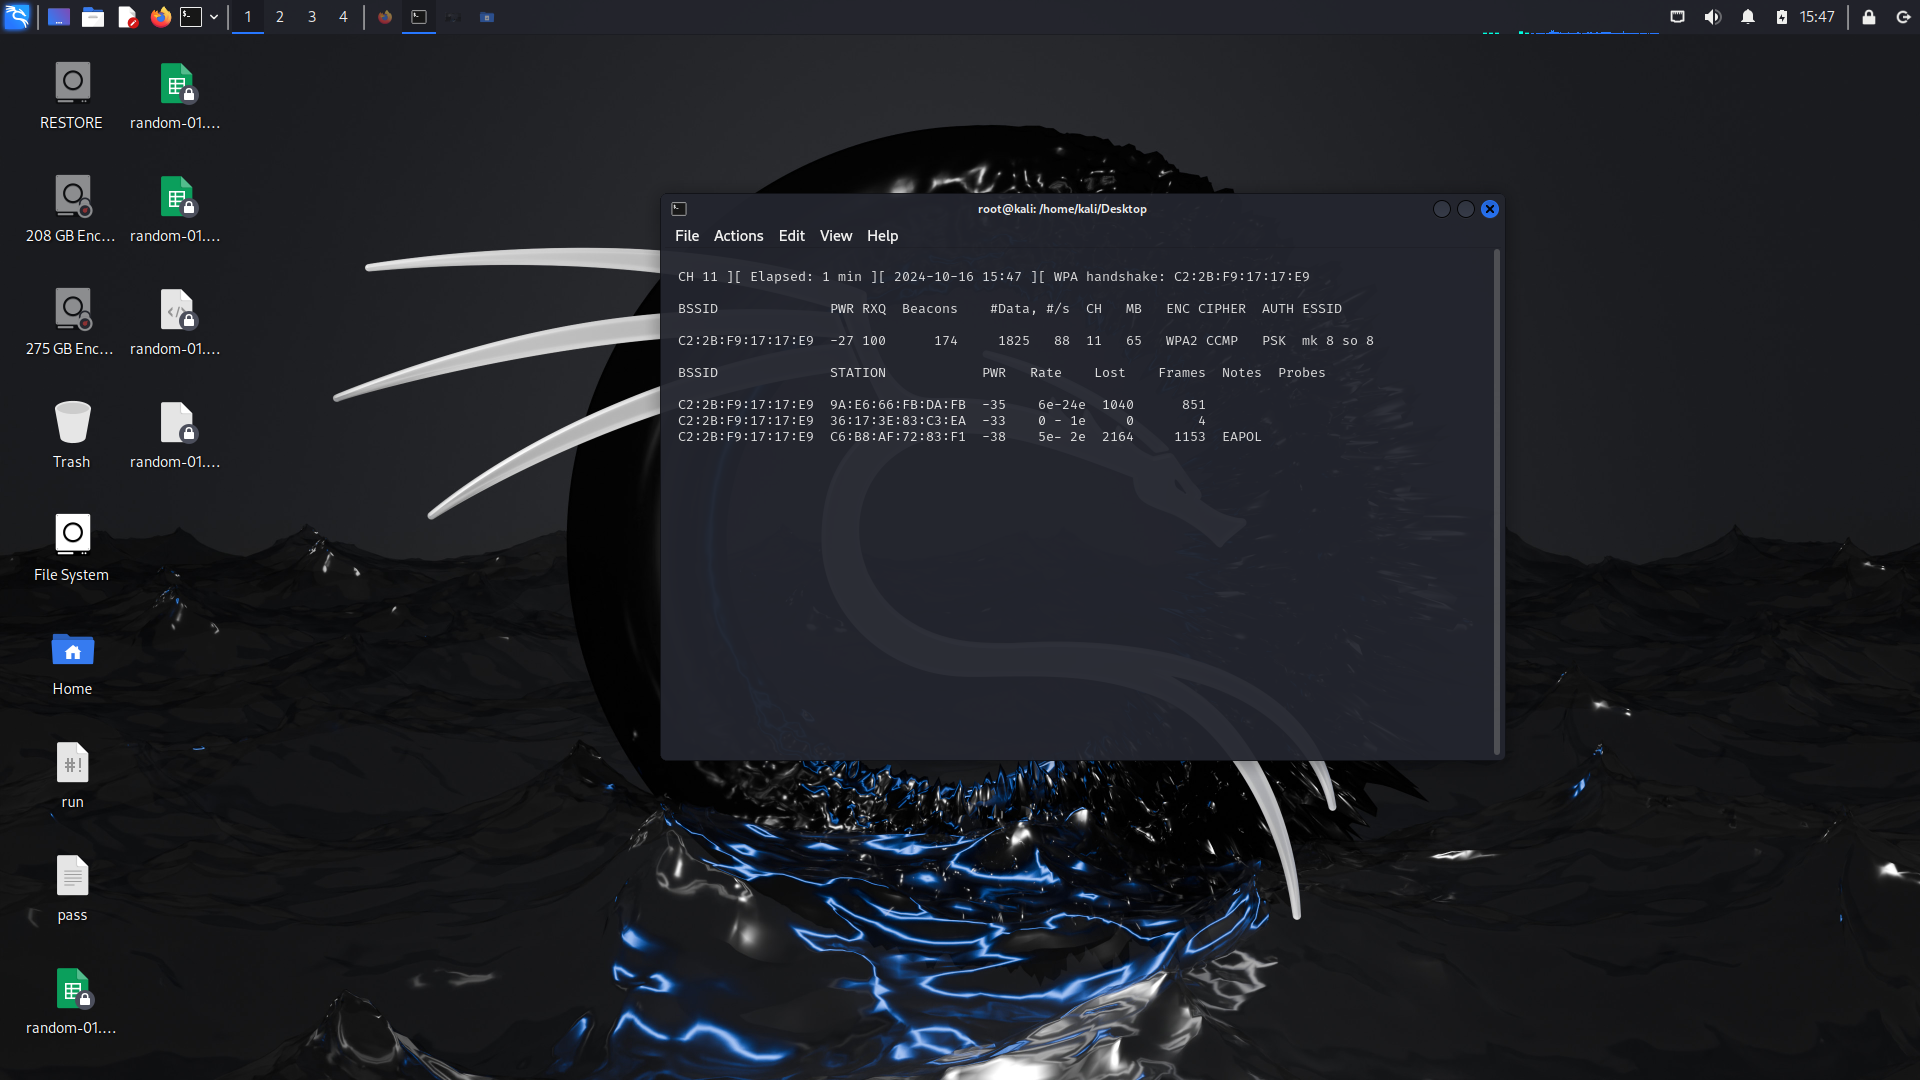 1 2 3 4
15:47
RESTORE
random-01....
208 GB Enc...
random-01....
275 GB Enc...
random-01....
Trash
random-01....
File System
Home
run
pass
random-01....
root@kali: /home/kali/Desktop
File Actions Edit View Help
CH 11 ][ Elapsed: 1 min ][ 2024-10-16 15:47 ][ WPA handshake: C2:2B:F9:17:17:E9
BSSID PWR RXQ Beacons #Data, #/s CH MB ENC CIPHER AUTH ESSID
C2:2B:F9:17:17:E9 -27 100 174 1825 88 11 65 WPA2 CCMP PSK mk 8 so 8
BSSID STATION PWR Rate Lost Frames Notes Probes
C2:2B:F9:17:17:E9 9A:E6:66:FB:DA:FB -35 6e-24e 1040 851
C2:2B:F9:17:17:E9 36:17:3E:83:C3:EA -33 0 - 1e 0 4
C2:2B:F9:17:17:E9 C6:B8:AF:72:83:F1 -38 5e- 2e 2164 1153 EAPOL